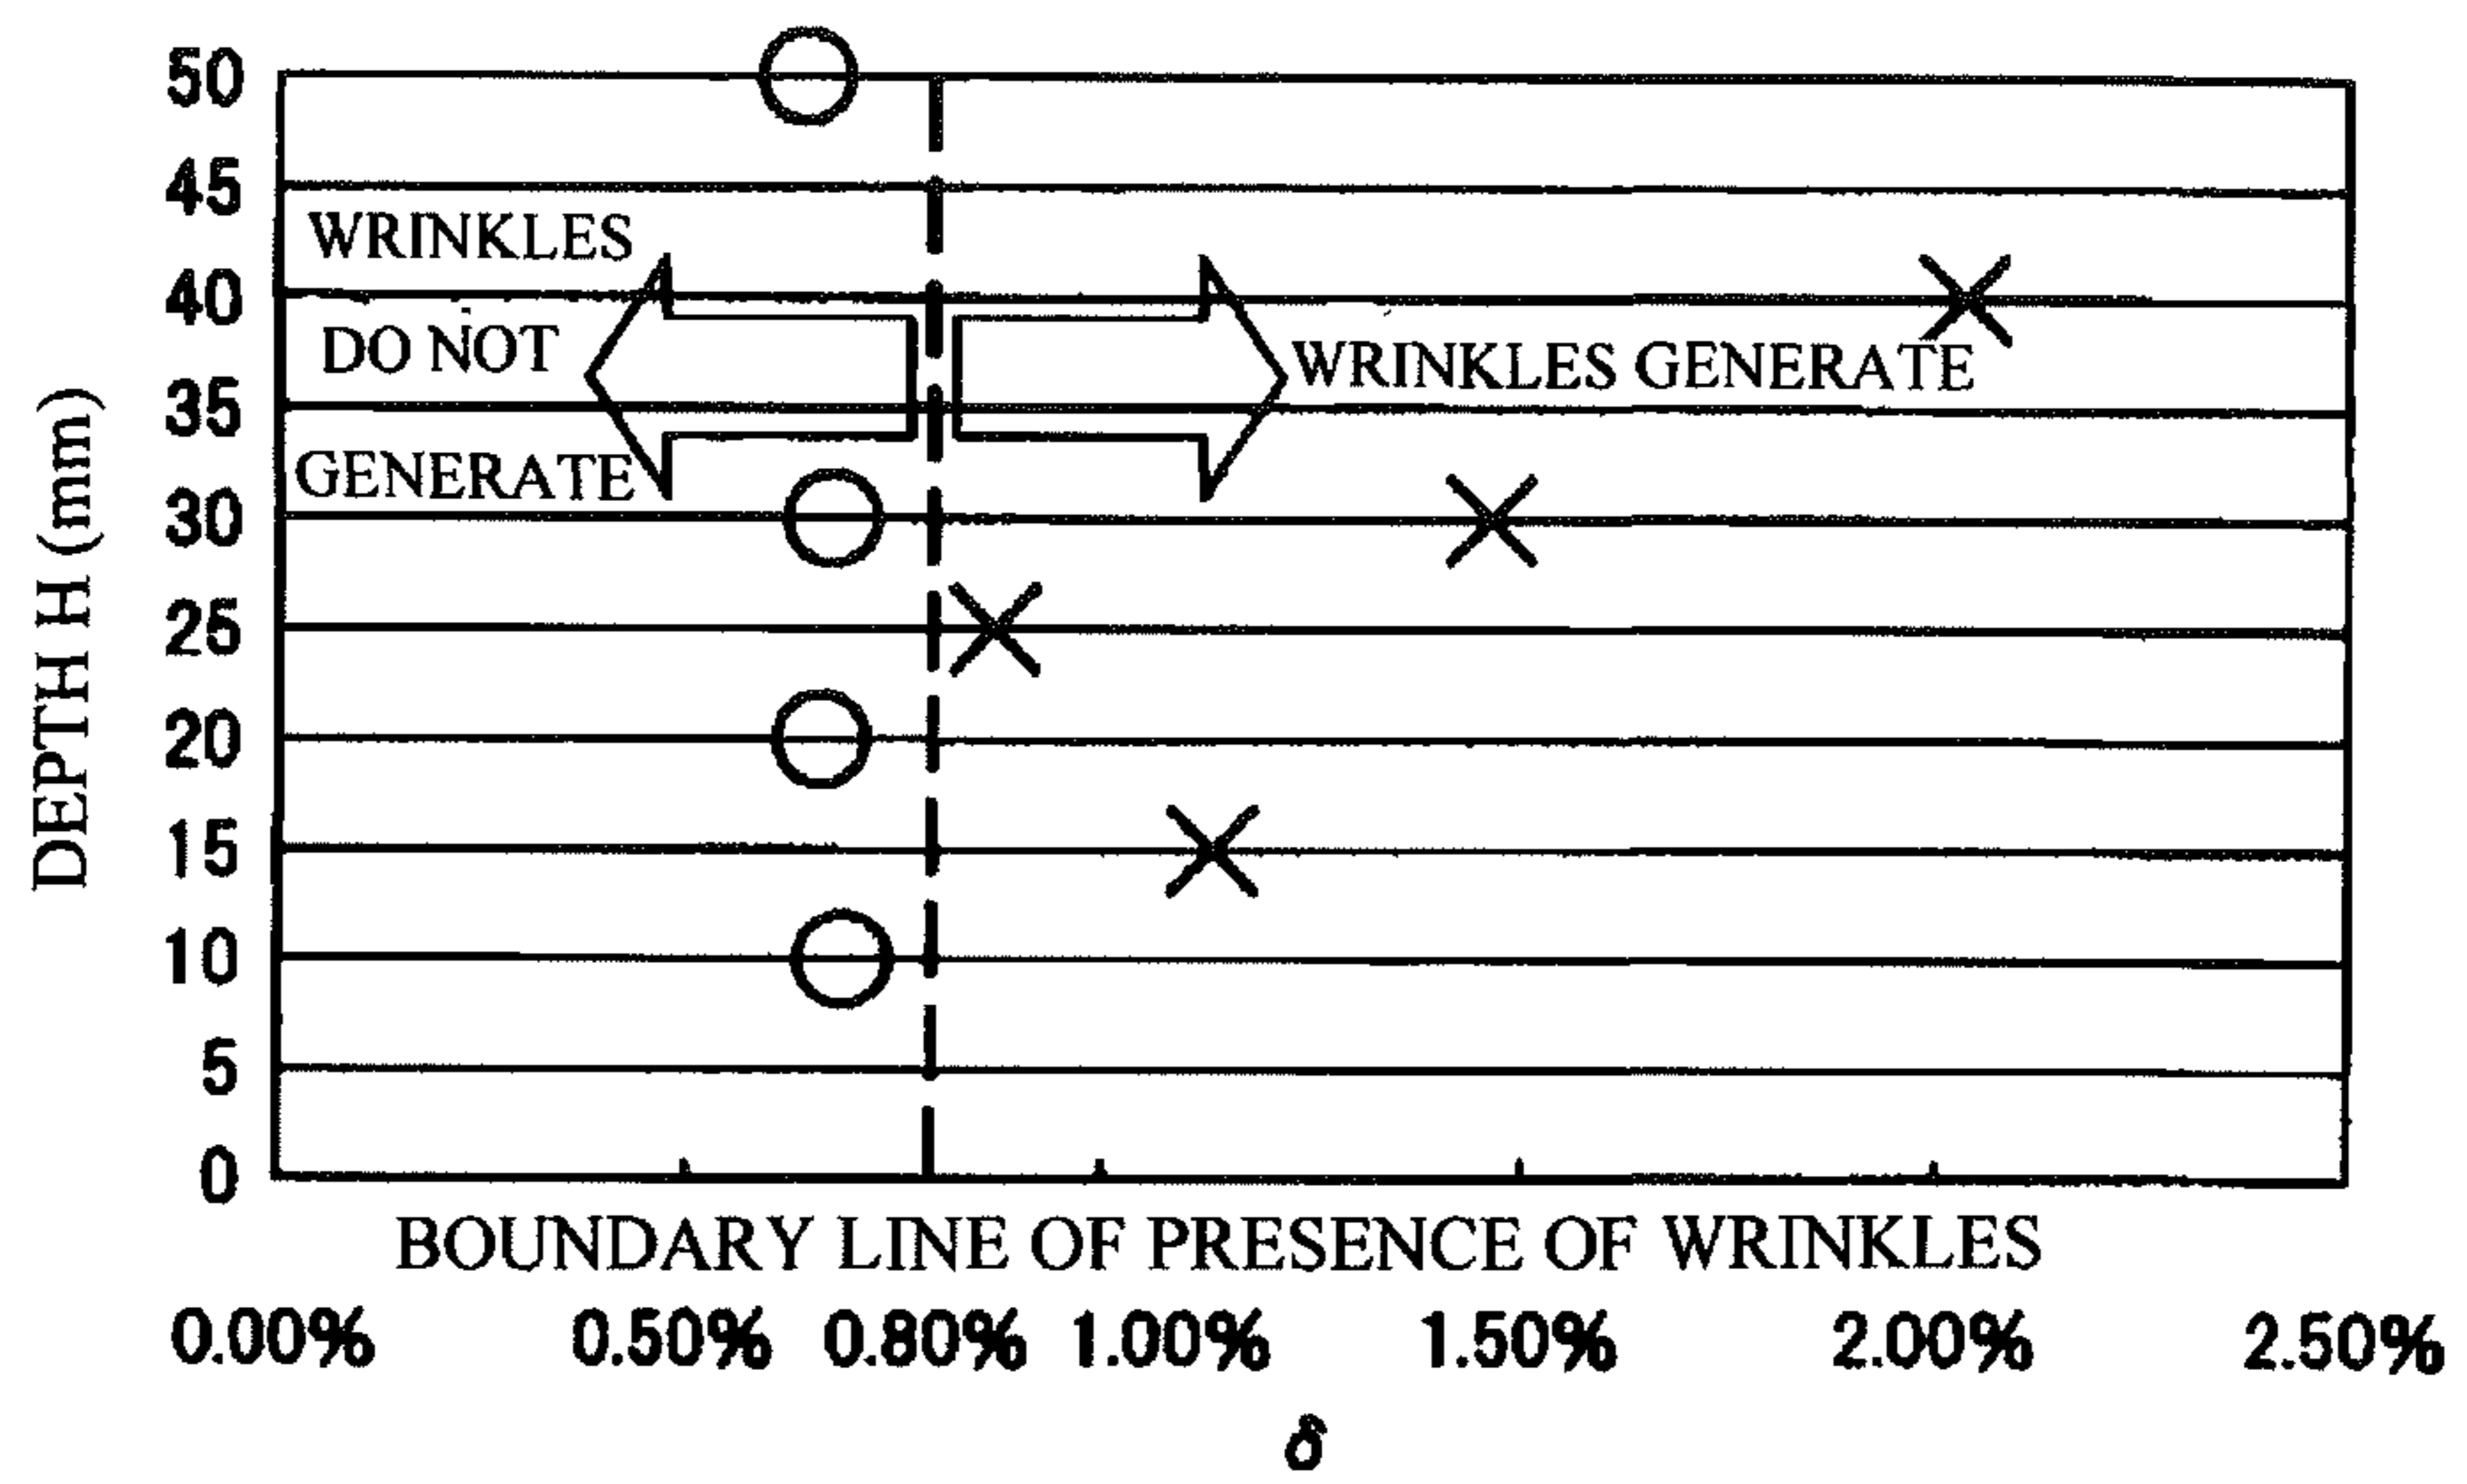 50
45
WRINKLES
40
DO NOT
WRINKLES GENERATE
35
GENERATE
30
25
20
15
10
5
0
DEPTH H (mm)
BOUNDARY LINE OF PRESENCE OF WRINKLES
0.00% 0.50% 0.80% 1.00% 1.50% 2.00% 2.50%
δ